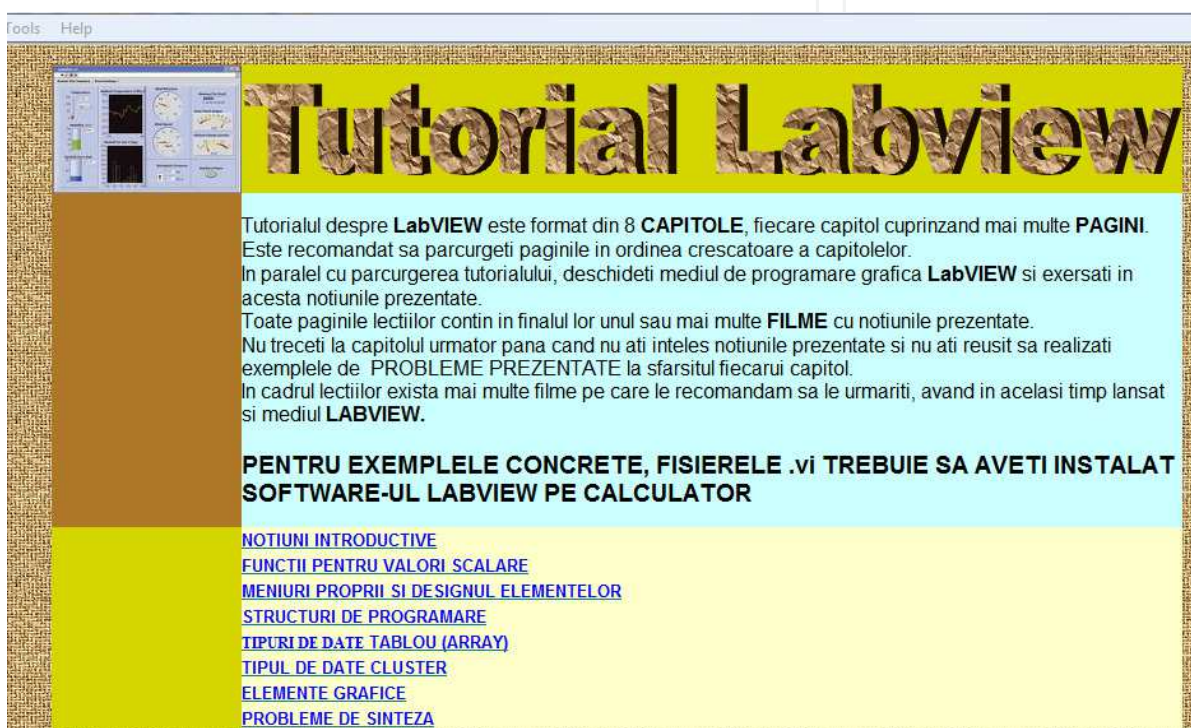 Tools Help
Tutorial Labview
Tutorialul despre LabVIEW este format din 8 CAPITOLE, fiecare capitol cuprinzand mai multe PAGINI.
Este recomandat sa parcurgeti paginile in ordinea crescatoare a capitolelor.
In paralel cu parcurgerea tutorialului, deschideti mediul de programare grafica LabVIEW si exersati in
acesta notiunile prezentate.
Toate paginile lectiilor contin in finalul lor unul sau mai multe FILME cu notiunile prezentate.
Nu treceti la capitolul urmator pana cand nu ati inteles notiunile prezentate si nu ati reusit sa realizati
exemplele de PROBLEME PREZENTATE la sfarsitul fiecarui capitol.
In cadrul lectiilor exista mai multe filme pe care le recomandam sa le urmariti, avand in acelasi timp lansat
si mediul LABVIEW.
PENTRU EXEMPLELE CONCRETE, FISIERELE .vi TREBUIE SA AVETI INSTALAT
SOFTWARE-UL LABVIEW PE CALCULATOR
NOTIUNI INTRODUCTIVE
FUNCTII PENTRU VALORI SCALARE
MENIURI PROPRII SI DESIGNUL ELEMENTELOR
STRUCTURI DE PROGRAMARE
TIPURI DE DATE TABLOU (ARRAY)
TIPUL DE DATE CLUSTER
ELEMENTE GRAFICE
PROBLEME DE SINTEZA